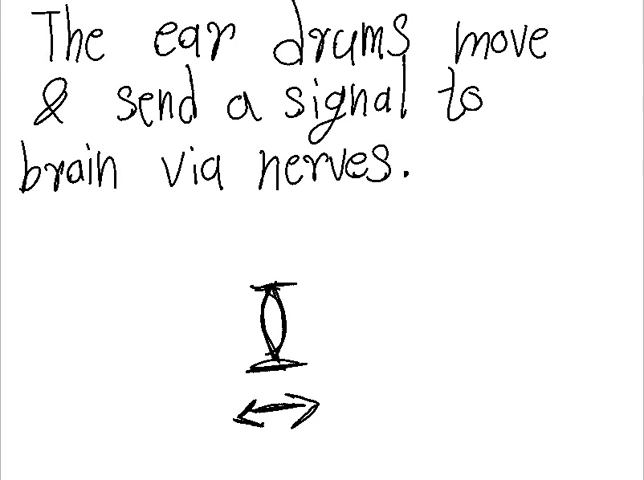 The ear drums move
& send a signal to
brain via nerves.